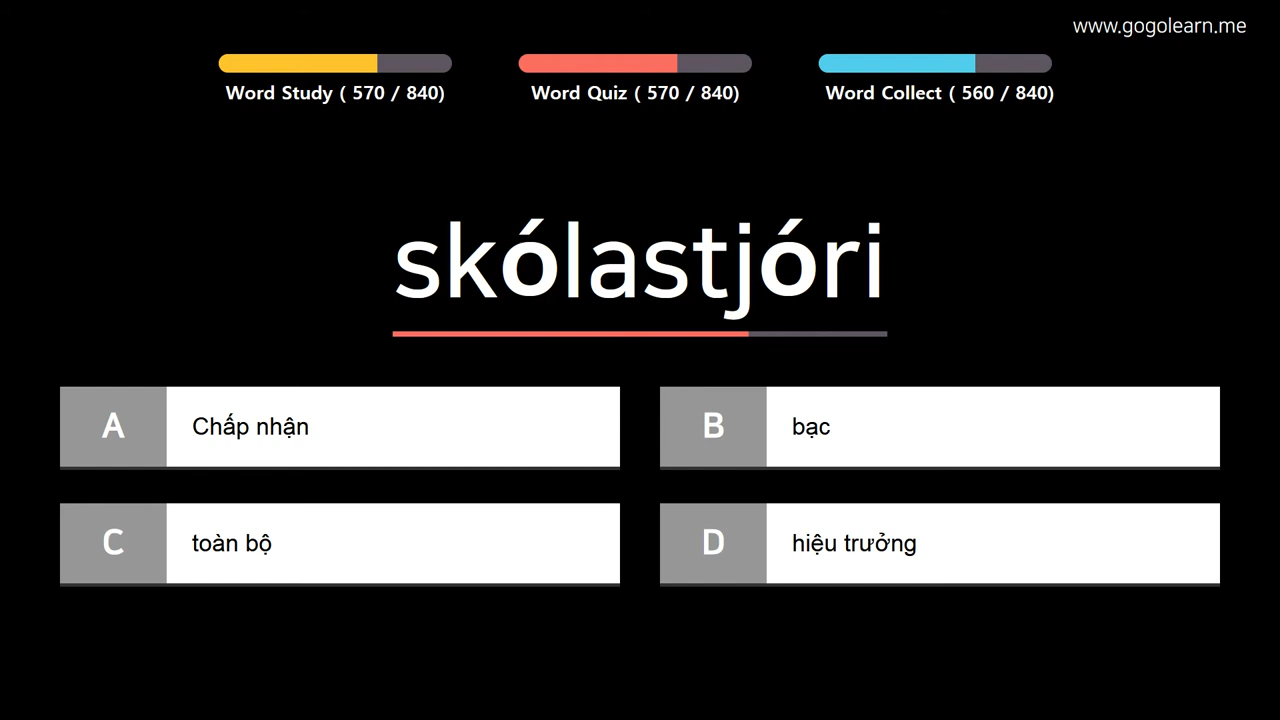 www.gogolearn.me
Word Study ( 570 / 840)
Word Quiz ( 570 / 840)
Word Collect ( 560 / 840)
skólastjóri
A Chấp nhận
B bạc
C toàn bộ
D hiệu trưởng